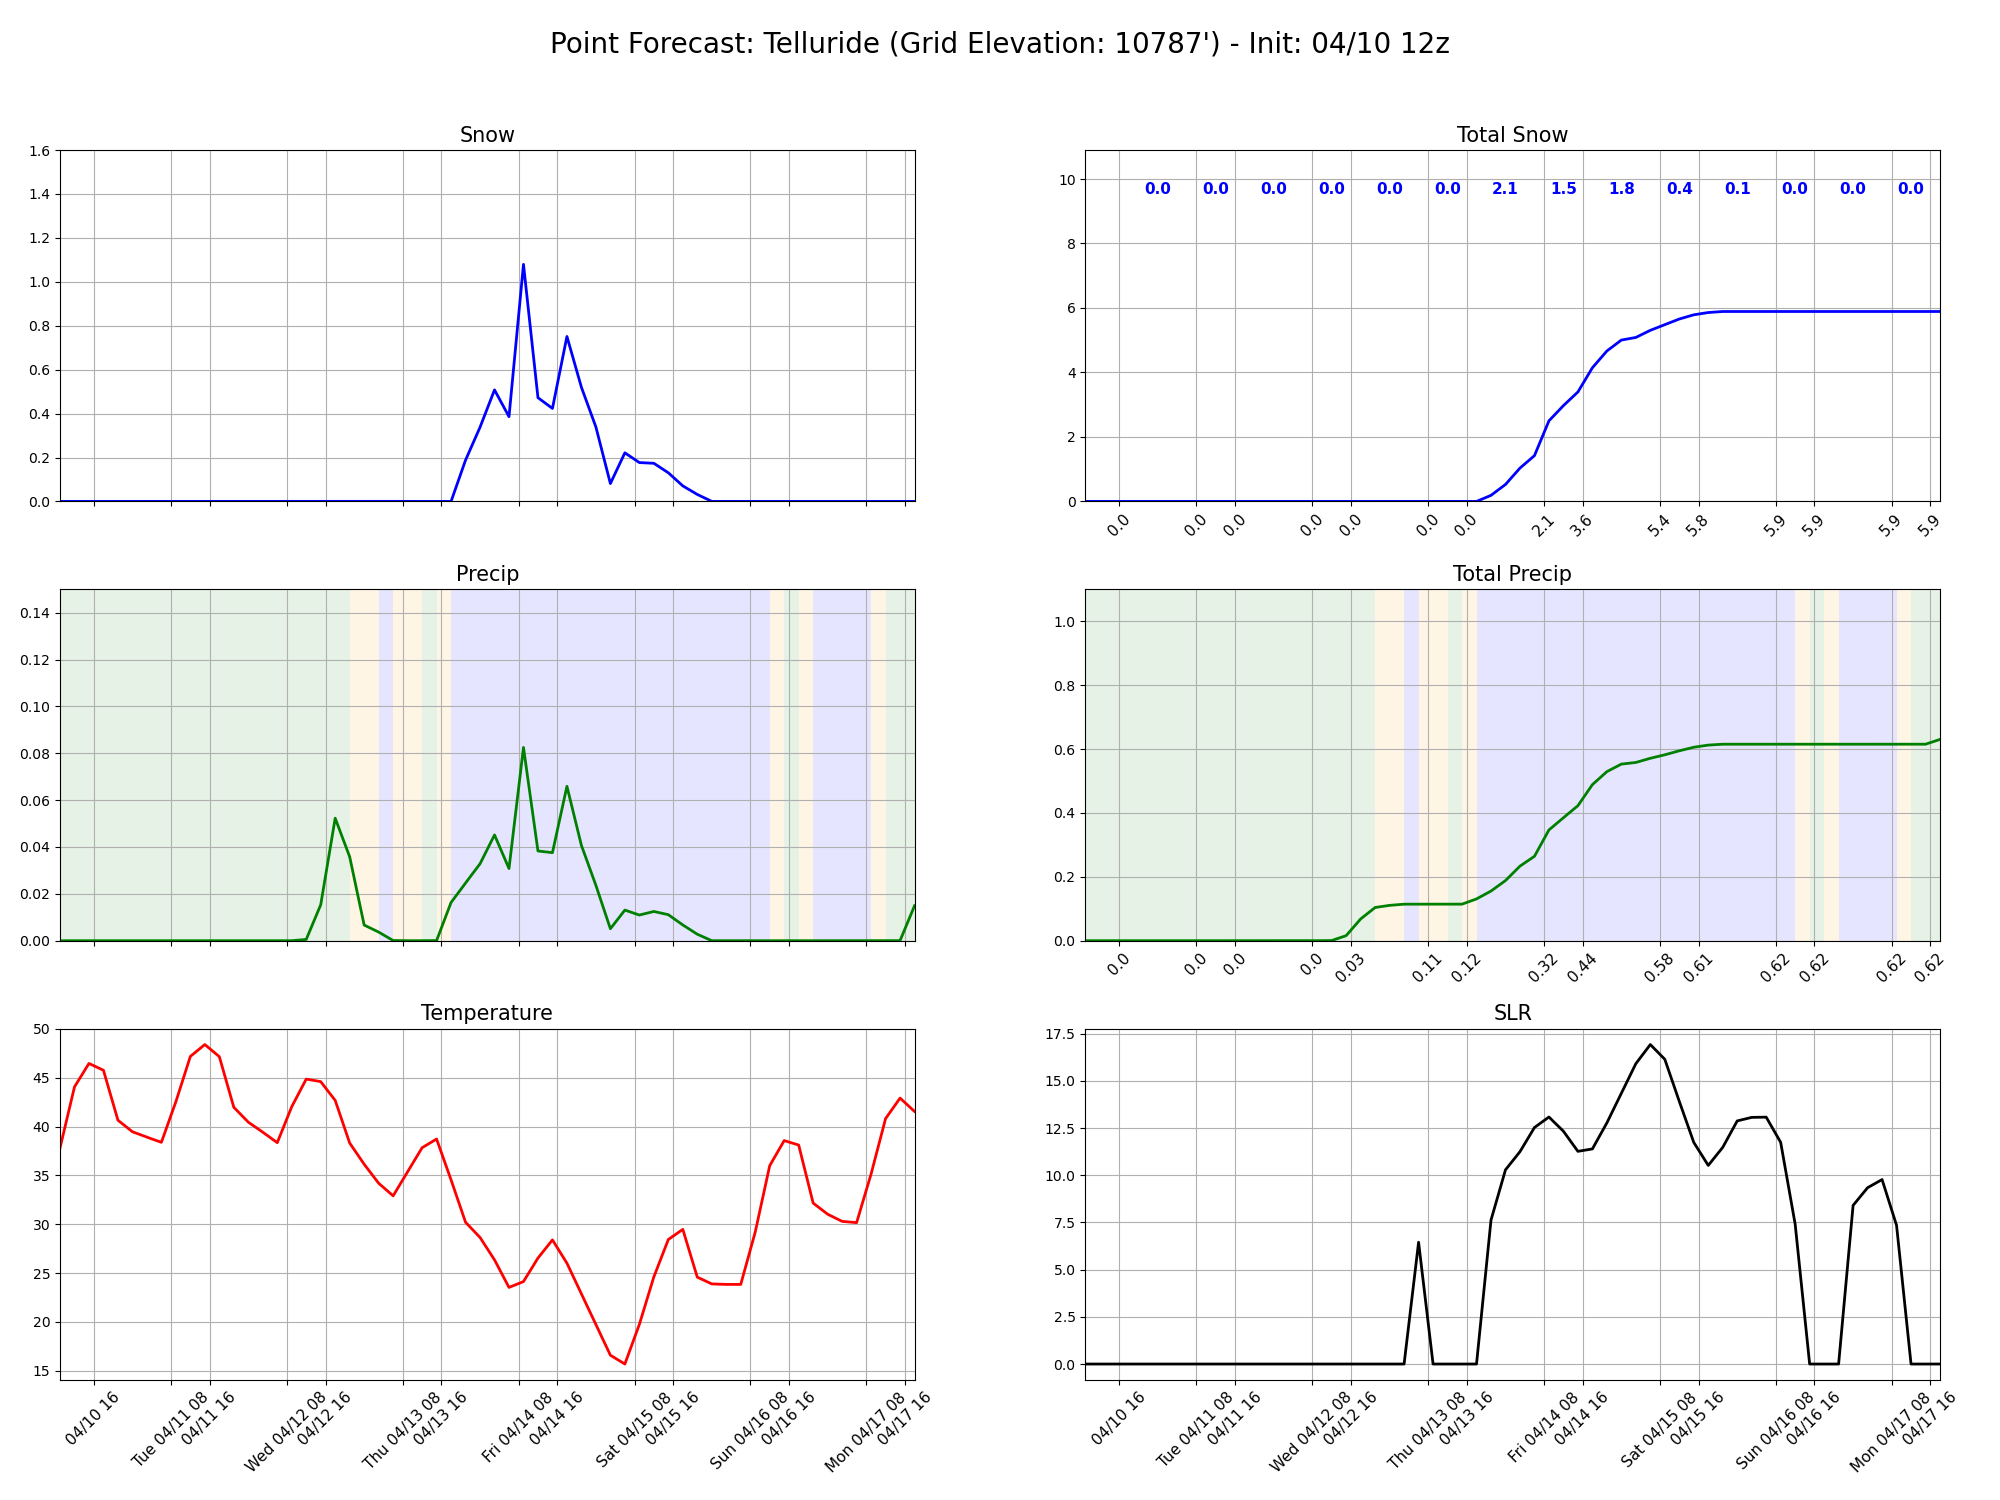 Point Forecast: Telluride (Grid Elevation: 10787') - Init: 04/10 12z
Snow
1.6
1.4
1.2
1.0
0.8
0.6
0.4
0.2
0.0
Total Snow
10
8
6
4
2
0
0.0 0.0 0.0 0.0 0.0 0.0 2.1 1.5 1.8 0.4 0.1 0.0 0.0 0.0
0.0 0.0 0.0 0.0 0.0 0.0 0.0 2.1 3.6 5.4 5.8 5.9 5.9 5.9 5.9
Precip
0.14
0.12
0.10
0.08
0.06
0.04
0.02
0.00
Total Precip
1.0
0.8
0.6
0.4
0.2
0.0
0.0 0.0 0.0 0.0 0.03 0.11 0.12 0.32 0.44 0.58 0.61 0.62 0.62 0.62 0.62
Temperature
50
45
40
35
30
25
20
15
04/10 16
Tue 04/11 08
04/11 16
Wed 04/12 08
04/12 16
Thu 04/13 08
04/13 16
Fri 04/14 08
04/14 16
Sat 04/15 08
04/15 16
Sun 04/16 08
04/16 16
Mon 04/17 08
04/17 16
SLR
17.5
15.0
12.5
10.0
7.5
5.0
2.5
0.0
04/10 16
Tue 04/11 08
04/11 16
Wed 04/12 08
04/12 16
Thu 04/13 08
04/13 16
Fri 04/14 08
04/14 16
Sat 04/15 08
04/15 16
Sun 04/16 08
04/16 16
Mon 04/17 08
04/17 16